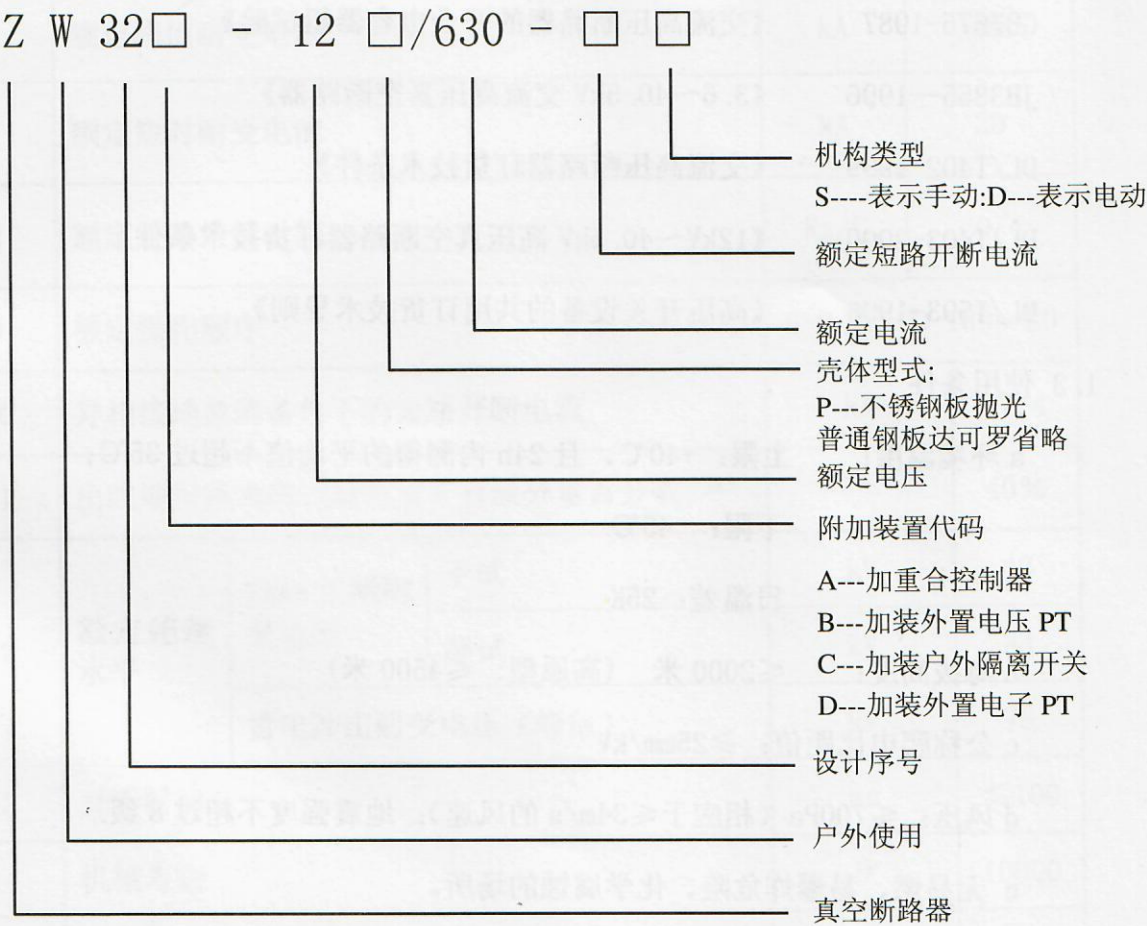 Z W 32□ - 12 □/630 □ □
机构类型
S----表示手动:D---表示电动
额定短路开断电流
额定电流
壳体型式:
P---不锈钢板抛光
普通钢板达可罗省略
额定电压
附加装置代码
A---加重合控制器
B---加装外置电压 PT
C---加装户外隔离开关
D---加装外置电子 PT
设计序号
户外使用
真空断路器